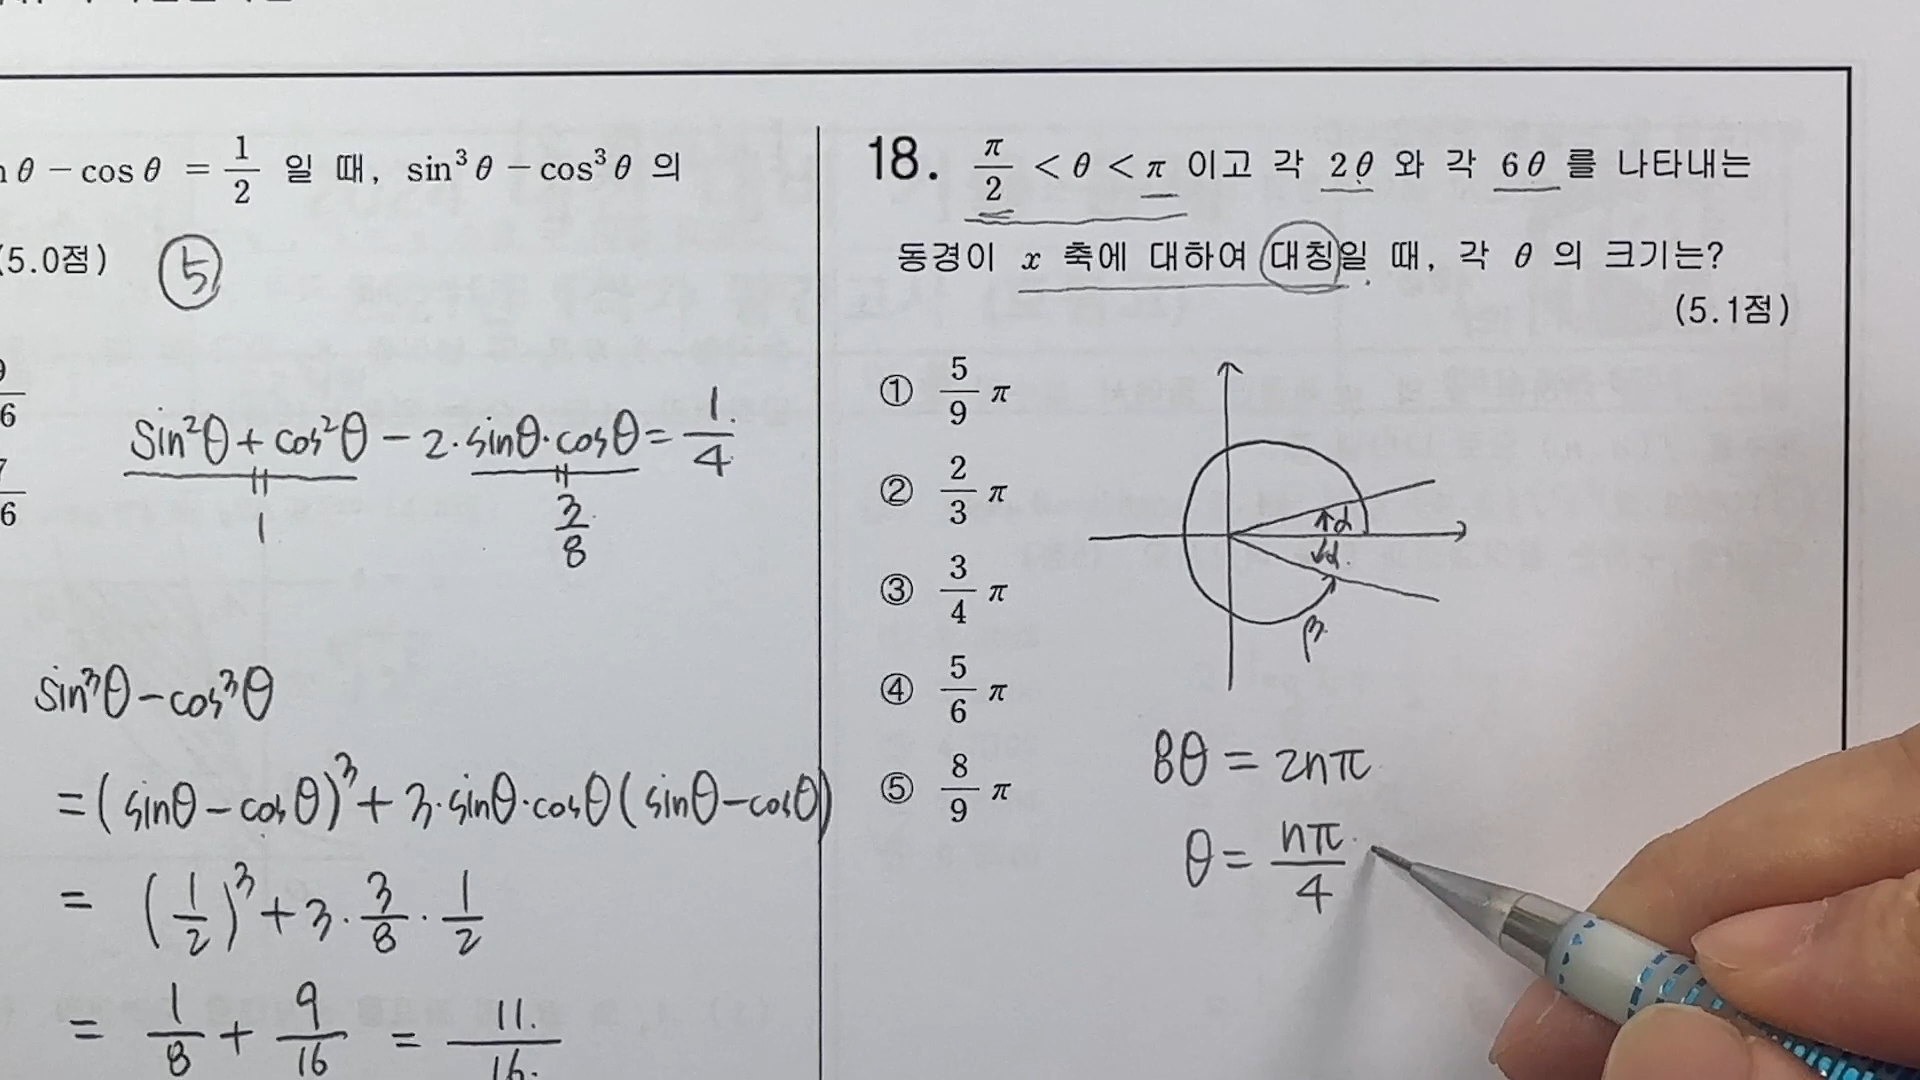 θ − cos θ = 1/2 일 때, sin³ θ − cos³ θ 의
(5.0점) ⑤
6
6
sin²θ + cos²θ − 2·sinθ·cosθ = 1/4
1
3/8
sin³θ − cos³θ
= (sinθ − cosθ)³ + 3·sinθ·cosθ(sinθ − cosθ)
= (1/2)³ + 3·3/8·1/2
= 1/8 + 9/16 = 11/16
18. π/2 < θ < π 이고 각 2θ 와 각 6θ 를 나타내는
동경이 x 축에 대하여 대칭일 때, 각 θ 의 크기는?
(5.1점)
① 5/9 π
② 2/3 π
③ 3/4 π
④ 5/6 π
⑤ 8/9 π
α
α
β
8θ = 2nπ
θ = nπ/4